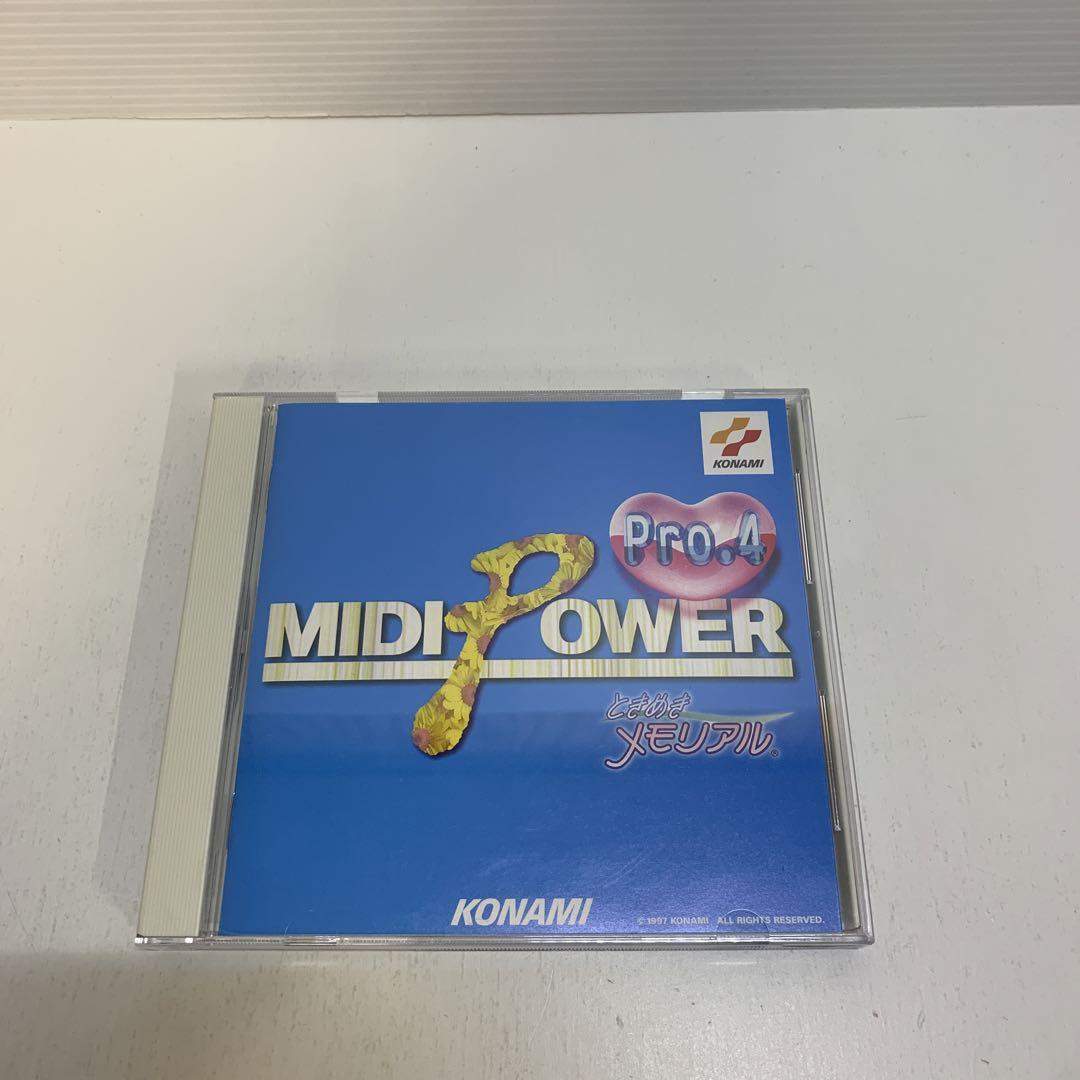 KONAMI
Pro.4
MIDI POWER
ときめき
メモリアル®
KONAMI
© 1997 KONAMI ALL RIGHTS RESERVED.